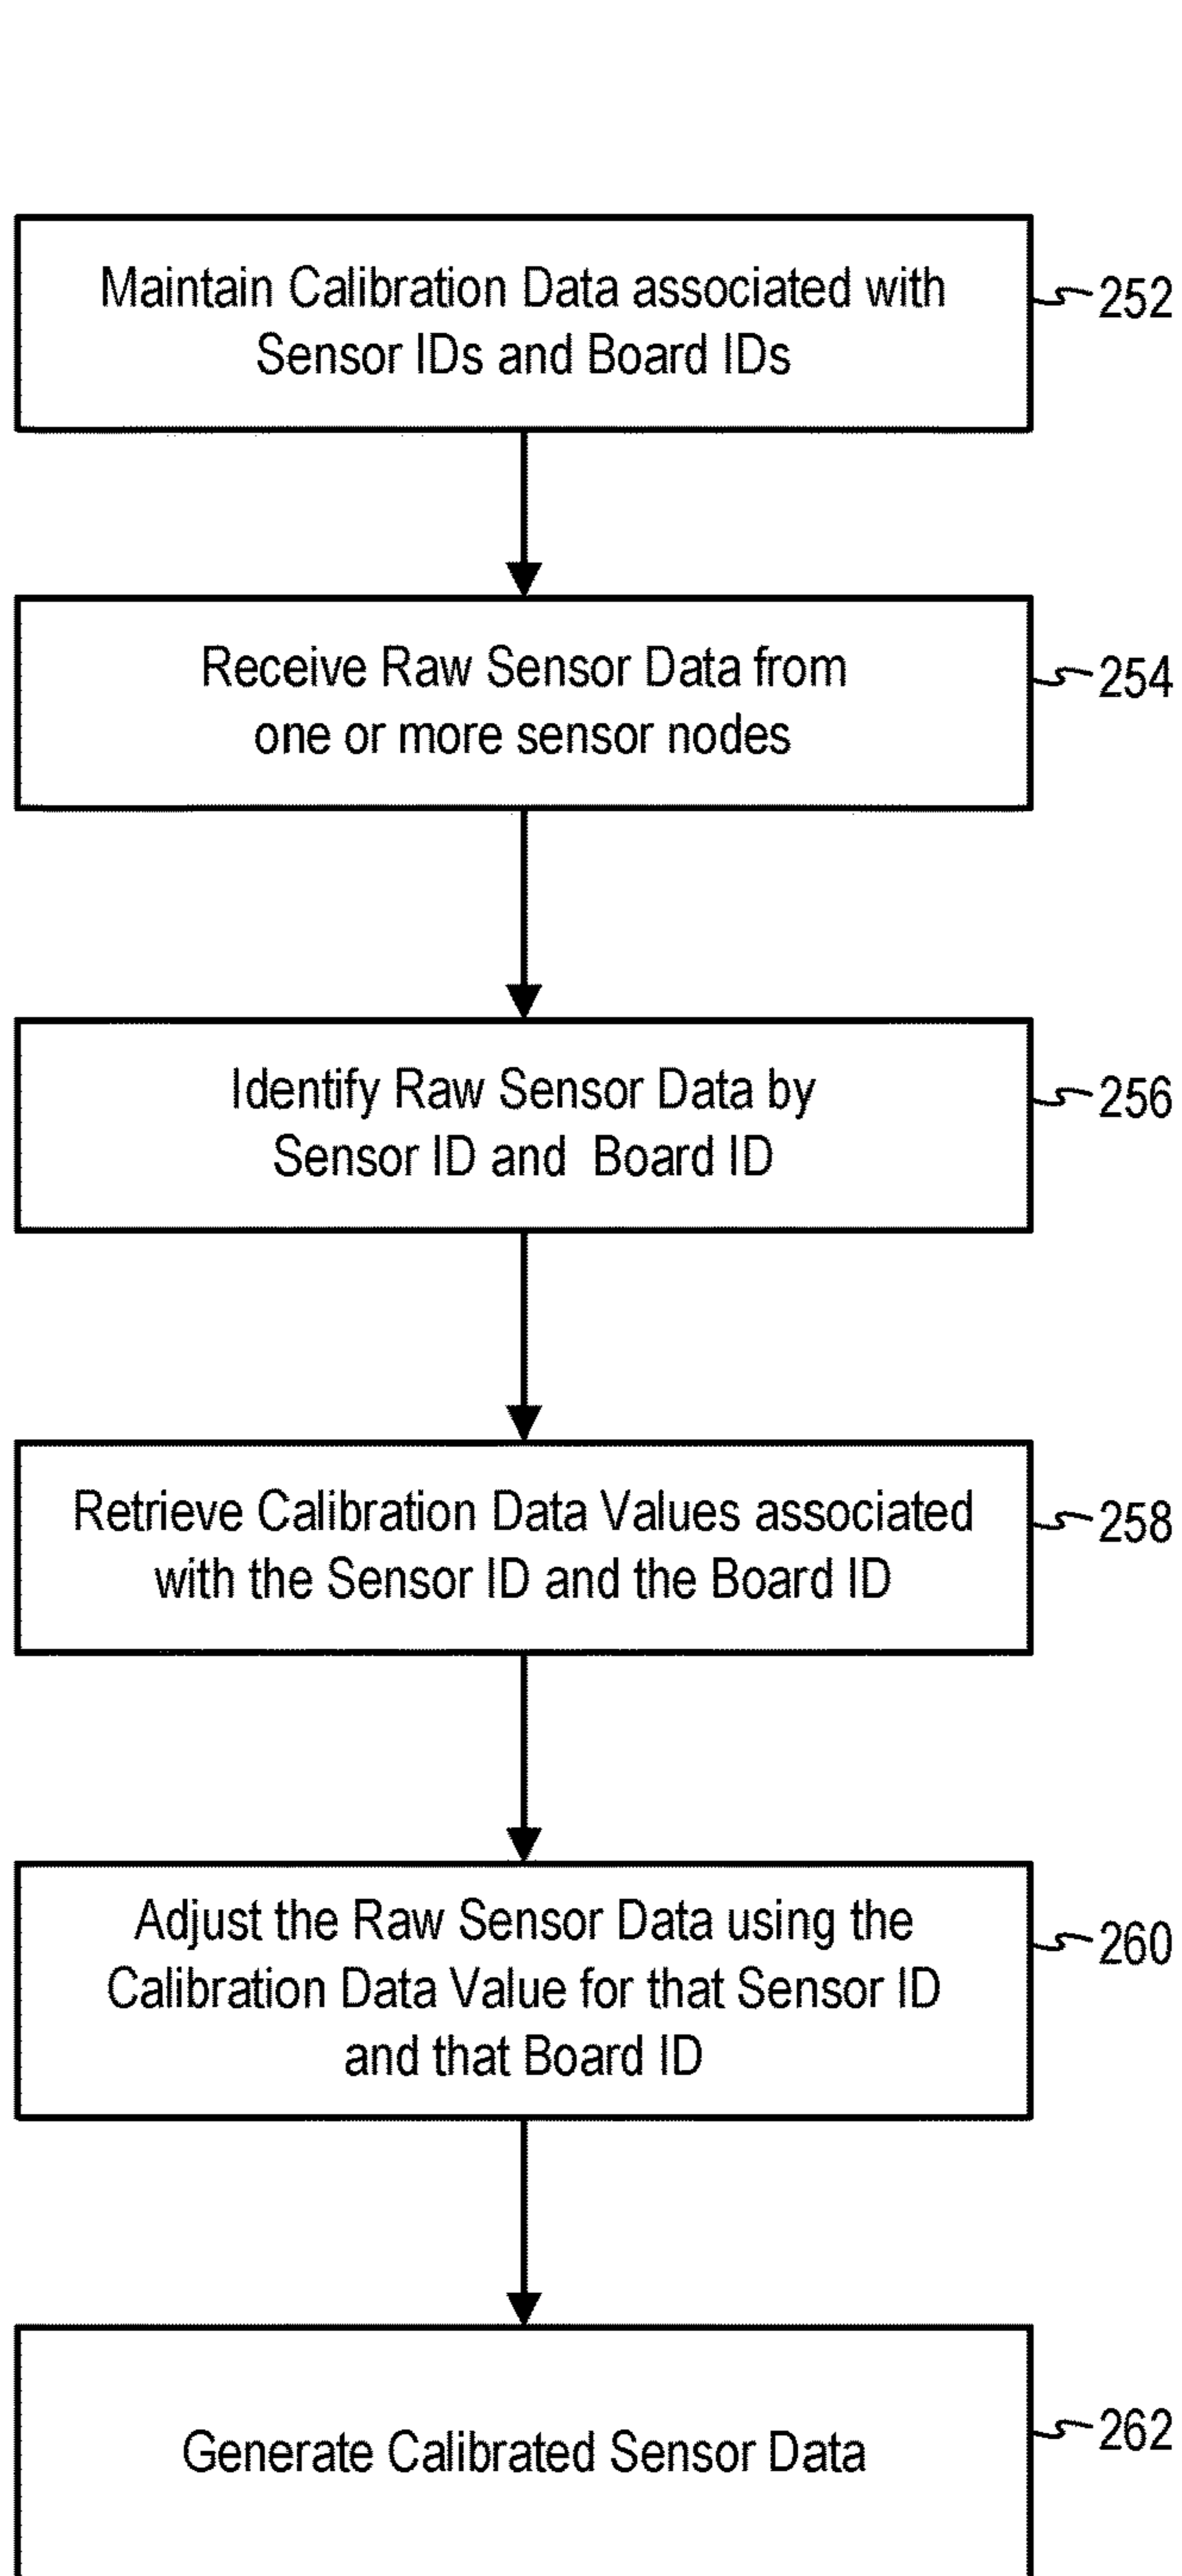 Maintain Calibration Data associated with
Sensor IDs and Board IDs
252
Receive Raw Sensor Data from
one or more sensor nodes
254
Identify Raw Sensor Data by
Sensor ID and  Board ID
256
Retrieve Calibration Data Values associated
with the Sensor ID and the Board ID
258
Adjust the Raw Sensor Data using the
Calibration Data Value for that Sensor ID
and that Board ID
260
Generate Calibrated Sensor Data
262